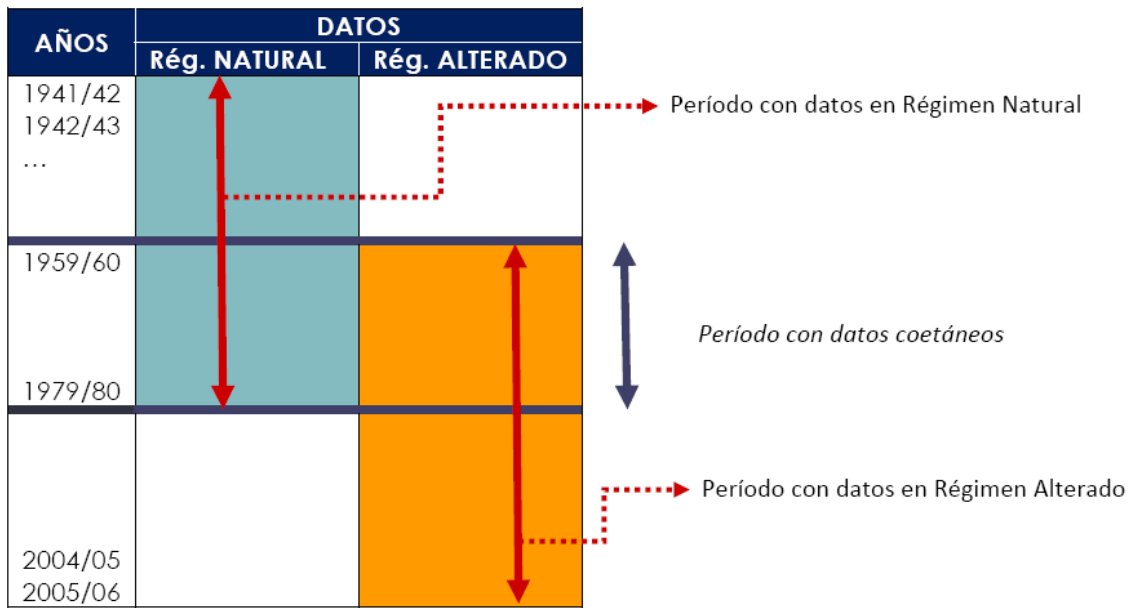 AÑOS
DATOS
Rég. NATURAL
Rég. ALTERADO
1941/42
1942/43
...
Período con datos en Régimen Natural
1959/60
Período con datos coetáneos
1979/80
Período con datos en Régimen Alterado
2004/05
2005/06